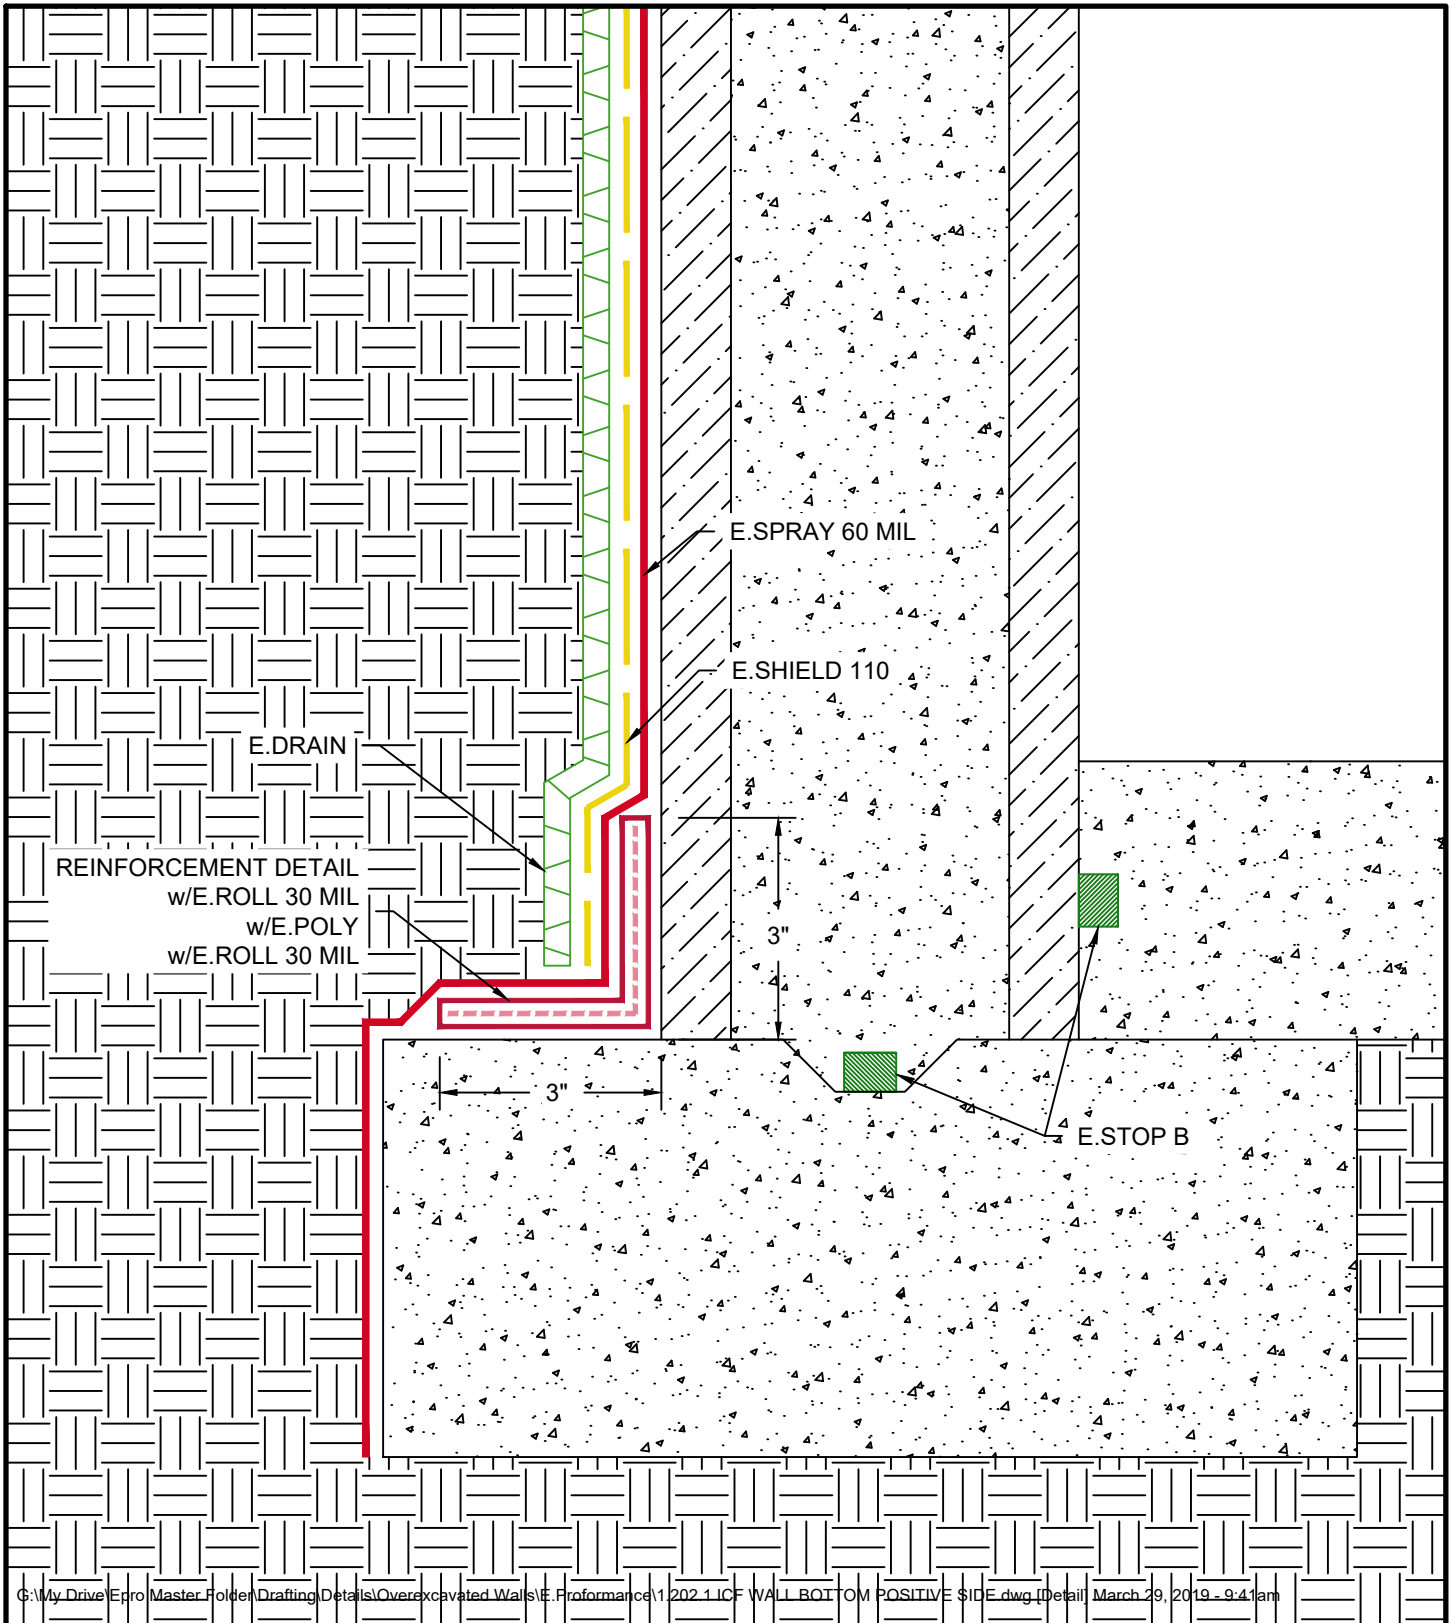 E.SPRAY 60 MIL
E.SHIELD 110
E.DRAIN
REINFORCEMENT DETAIL
w/E.ROLL 30 MIL
w/E.POLY
w/E.ROLL 30 MIL
3"
3"
E.STOP B
G:\My Drive\Epro Master Folder\Drafting\Details\Overexcavated Walls\E.Proformance\1.202.1 ICF WALL BOTTOM POSITIVE SIDE.dwg [Detail] March 29, 2019 - 9:41am